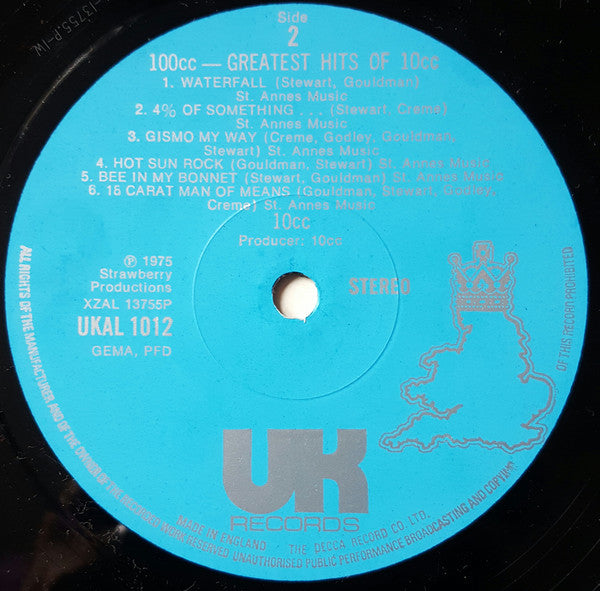 -13755-P-1W
Side
2
100cc — GREATEST HITS OF 10cc
1. WATERFALL (Stewart, Gouldman)
St. Annes Music
2. 4% OF SOMETHING . . . (Stewart, Creme)
St. Annes Music
3. GISMO MY WAY (Creme, Godley, Gouldman,
Stewart) St. Annes Music
4. HOT SUN ROCK (Gouldman, Stewart) St. Annes Music
5. BEE IN MY BONNET (Stewart, Gouldman) St. Annes Music
6. 18 CARAT MAN OF MEANS (Gouldman, Stewart, Godley,
Creme) St. Annes Music
10cc
Producer: 10cc
℗ 1975
Strawberry
Productions
XZAL 13755P
UKAL 1012
GEMA, PFD
STEREO
UK
RECORDS
MADE IN ENGLAND THE DECCA RECORD CO. LTD.
ALL RIGHTS OF THE MANUFACTURER AND OF THE OWNER OF THE RECORDED WORK RESERVED UNAUTHORISED PUBLIC PERFORMANCE BROADCASTING AND COPYING OF THIS RECORD PROHIBITED